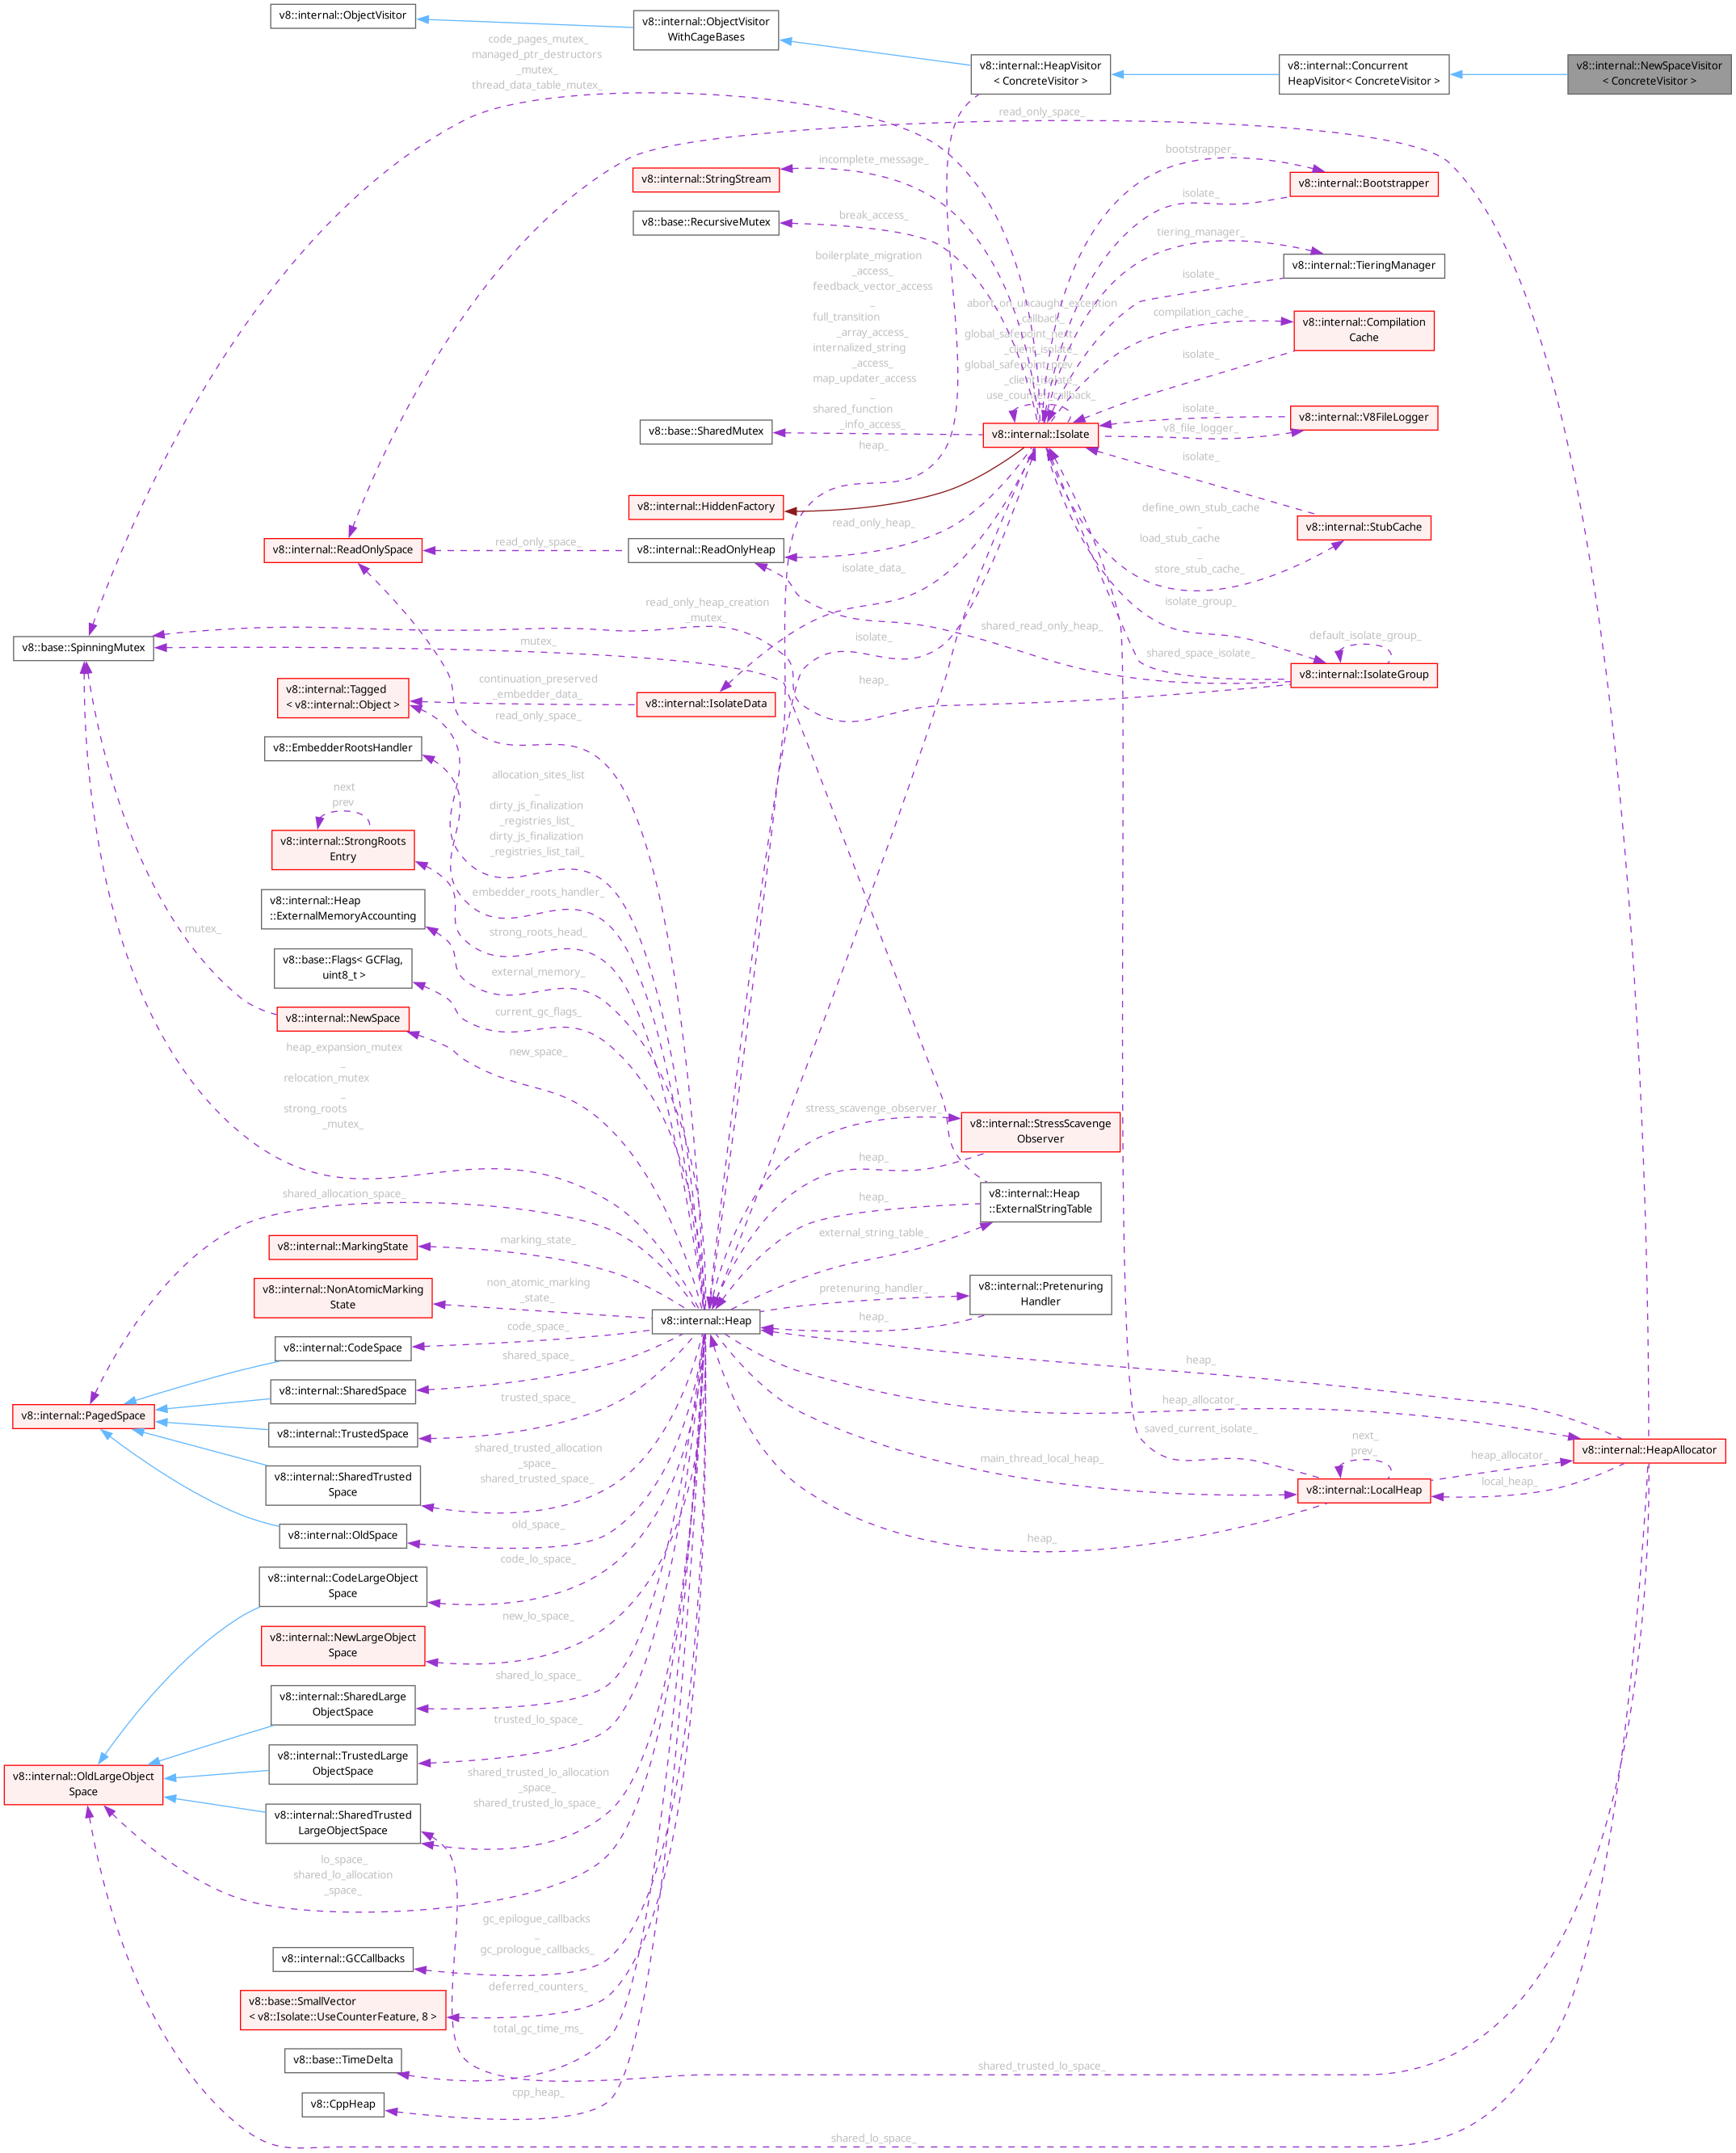 v8::internal::ObjectVisitor
v8::internal::ObjectVisitor
WithCageBases
v8::internal::HeapVisitor
< ConcreteVisitor >
v8::internal::Concurrent
HeapVisitor< ConcreteVisitor >
v8::internal::NewSpaceVisitor
< ConcreteVisitor >
code_pages_mutex_
managed_ptr_destructors
_mutex_
thread_data_table_mutex_
read_only_space_
v8::internal::StringStream
incomplete_message_
bootstrapper_
v8::internal::Bootstrapper
isolate_
v8::base::RecursiveMutex
break_access_
tiering_manager_
v8::internal::TieringManager
isolate_
boilerplate_migration
_access_
feedback_vector_access
_
full_transition
_array_access_
internalized_string
_access_
map_updater_access
_
shared_function
_info_access_
abort_on_uncaught_exception
_callback_
global_safepoint_next
_client_isolate_
global_safepoint_prev
_client_isolate_
use_counter_callback_
compilation_cache_
v8::internal::Compilation
Cache
isolate_
v8::base::SharedMutex
heap_
v8::internal::Isolate
isolate_
v8_file_logger_
v8::internal::V8FileLogger
isolate_
v8::internal::HiddenFactory
define_own_stub_cache
_
load_stub_cache
_
store_stub_cache_
v8::internal::StubCache
v8::internal::ReadOnlySpace
read_only_space_
v8::internal::ReadOnlyHeap
read_only_heap_
isolate_data_
isolate_group_
read_only_heap_creation
_mutex_
shared_read_only_heap_
v8::base::SpinningMutex
mutex_
isolate_
shared_space_isolate_
default_isolate_group_
v8::internal::IsolateGroup
heap_
continuation_preserved
_embedder_data_
v8::internal::Tagged
< v8::internal::Object >
v8::internal::IsolateData
read_only_space_
v8::EmbedderRootsHandler
allocation_sites_list
_
dirty_js_finalization
_registries_list_
dirty_js_finalization
_registries_list_tail_
next
prev
v8::internal::StrongRoots
Entry
embedder_roots_handler_
v8::internal::Heap
::ExternalMemoryAccounting
strong_roots_head_
mutex_
external_memory_
v8::base::Flags< GCFlag,
uint8_t >
current_gc_flags_
v8::internal::NewSpace
new_space_
heap_expansion_mutex
_
relocation_mutex
_
strong_roots
_mutex_
stress_scavenge_observer_
v8::internal::StressScavenge
Observer
heap_
shared_allocation_space_
heap_
v8::internal::Heap
::ExternalStringTable
external_string_table_
v8::internal::MarkingState
marking_state_
v8::internal::NonAtomicMarking
State
non_atomic_marking
_state_
pretenuring_handler_
v8::internal::Pretenuring
Handler
v8::internal::Heap
heap_
v8::internal::CodeSpace
code_space_
v8::internal::SharedSpace
shared_space_
heap_
v8::internal::PagedSpace
v8::internal::TrustedSpace
trusted_space_
heap_allocator_
saved_current_isolate_
v8::internal::SharedTrusted
Space
shared_trusted_allocation
_space_
shared_trusted_space_
main_thread_local_heap_
next_
prev_
v8::internal::LocalHeap
heap_allocator_
local_heap_
v8::internal::HeapAllocator
v8::internal::OldSpace
old_space_
heap_
v8::internal::CodeLargeObject
Space
code_lo_space_
v8::internal::NewLargeObject
Space
new_lo_space_
v8::internal::SharedLarge
ObjectSpace
shared_lo_space_
v8::internal::OldLargeObject
Space
v8::internal::TrustedLarge
ObjectSpace
trusted_lo_space_
v8::internal::SharedTrusted
LargeObjectSpace
shared_trusted_lo_allocation
_space_
shared_trusted_lo_space_
lo_space_
shared_lo_allocation
_space_
gc_epilogue_callbacks
_
gc_prologue_callbacks_
v8::internal::GCCallbacks
v8::base::SmallVector
< v8::Isolate::UseCounterFeature, 8 >
deferred_counters_
total_gc_time_ms_
v8::base::TimeDelta
shared_trusted_lo_space_
v8::CppHeap
cpp_heap_
shared_lo_space_